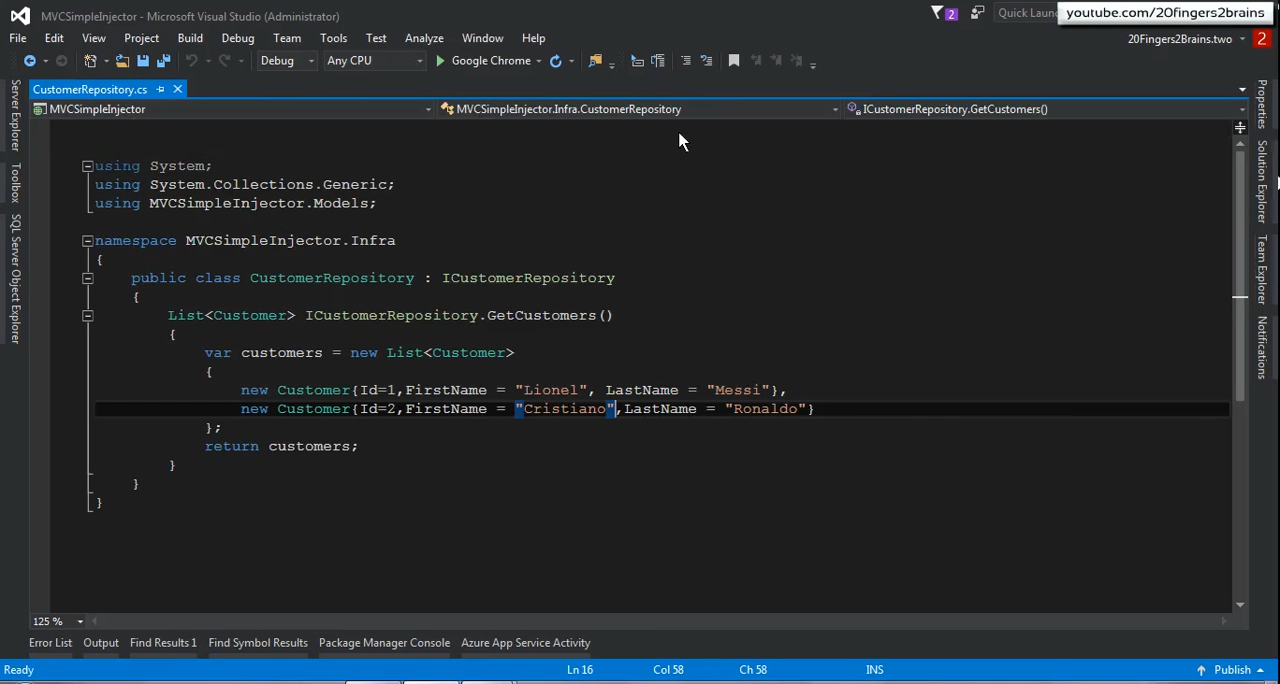 MVCSimpleInjector - Microsoft Visual Studio (Administrator)
2
Quick Laun
youtube.com/20fingers2brains
File Edit View Project Build Debug Team Tools Test Analyze Window Help
20Fingers2Brains.two
2
Debug Any CPU Google Chrome
CustomerRepository.cs
MVCSimpleInjector MVCSimpleInjector.Infra.CustomerRepository ICustomerRepository.GetCustomers()
Server Explorer
Toolbox
SQL Server Object Explorer
using System;
using System.Collections.Generic;
using MVCSimpleInjector.Models;
namespace MVCSimpleInjector.Infra
{
public class CustomerRepository : ICustomerRepository
{
List<Customer> ICustomerRepository.GetCustomers()
{
var customers = new List<Customer>
{
new Customer{Id=1,FirstName = "Lionel", LastName = "Messi"},
new Customer{Id=2,FirstName = "Cristiano",LastName = "Ronaldo"}
};
return customers;
}
}
}
Properties
Solution Explorer
Team Explorer
Notifications
125 %
Error List Output Find Results 1 Find Symbol Results Package Manager Console Azure App Service Activity
Ready Ln 16 Col 58 Ch 58 INS Publish